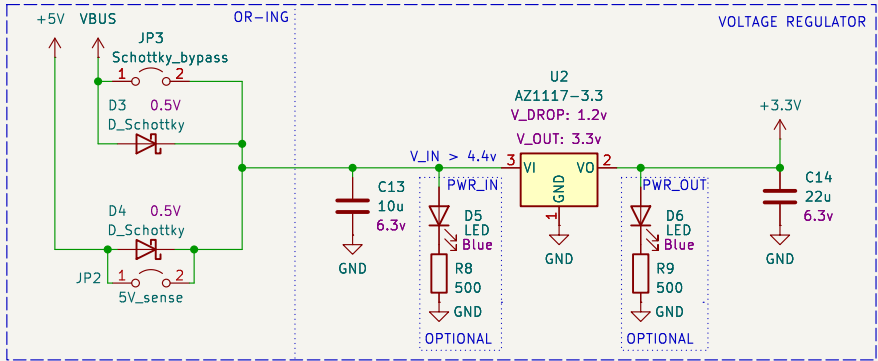 OR-ING
VOLTAGE REGULATOR
+5V
VBUS
JP3
Schottky_bypass
1
2
D3
0.5V
D_Schottky
D4
0.5V
D_Schottky
1
2
JP2
5V_sense
C13
10u
6.3v
GND
V_IN > 4.4v
PWR_IN
D5
LED
Blue
R8
500
GND
OPTIONAL
U2
AZ1117-3.3
V_DROP: 1.2v
V_OUT: 3.3v
3
VI
VO
2
GND
1
GND
PWR_OUT
D6
LED
Blue
R9
500
GND
OPTIONAL
+3.3V
C14
22u
6.3v
GND